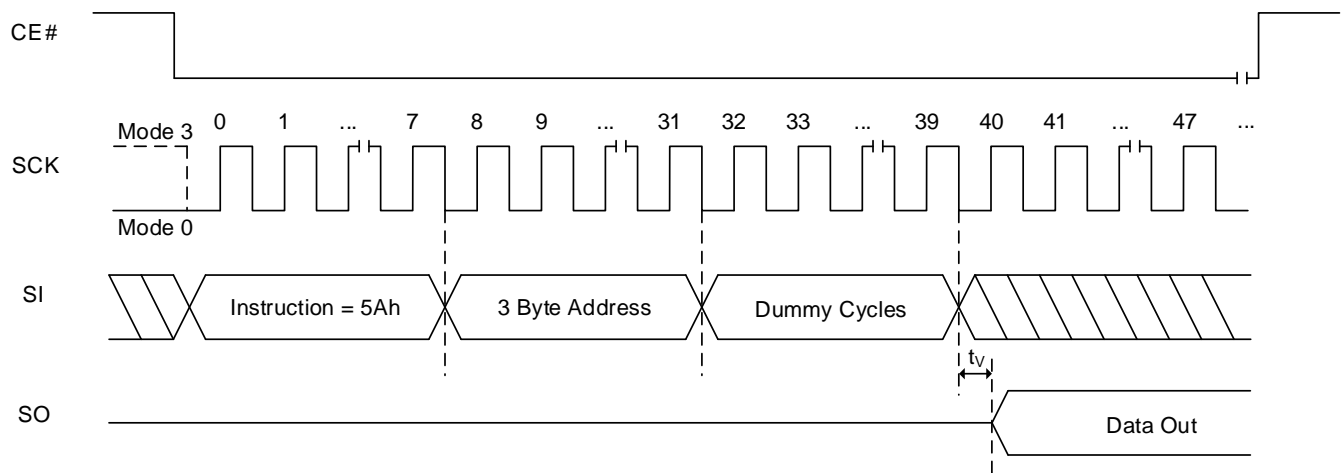 CE#
Mode 3
0 1 ... 7 8 9 ... 31 32 33 ... 39 40 41 ... 47 ...
SCK
Mode 0
SI
Instruction = 5Ah
3 Byte Address
Dummy Cycles
tV
SO
Data Out